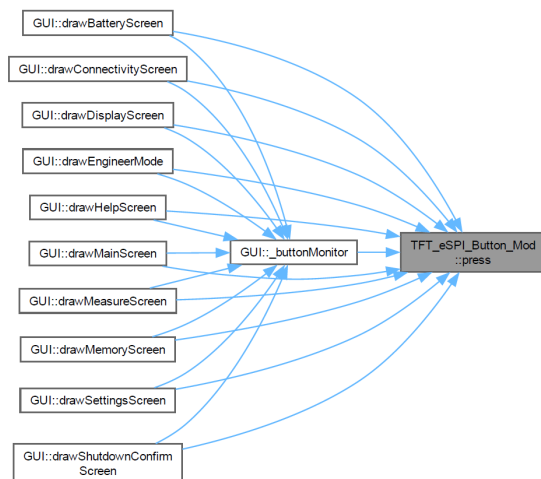 GUI::drawBatteryScreen
GUI::drawConnectivityScreen
GUI::drawDisplayScreen
GUI::drawEngineerMode
GUI::drawHelpScreen
GUI::drawMainScreen
GUI::drawMeasureScreen
GUI::drawMemoryScreen
GUI::drawSettingsScreen
GUI::drawShutdownConfirm
Screen
GUI::_buttonMonitor
TFT_eSPI_Button_Mod
::press